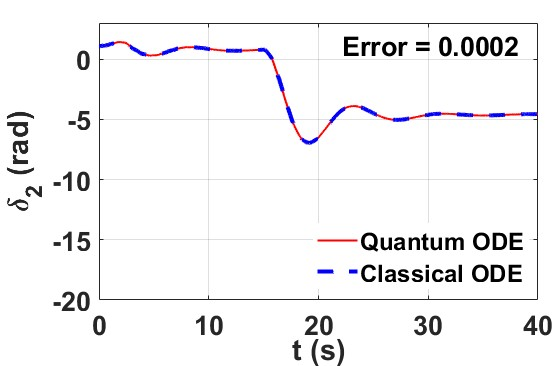 Error = 0.0002
0
-5
-10
-15
-20
δ2 (rad)
Quantum ODE
Classical ODE
0 10 20 30 40
t (s)